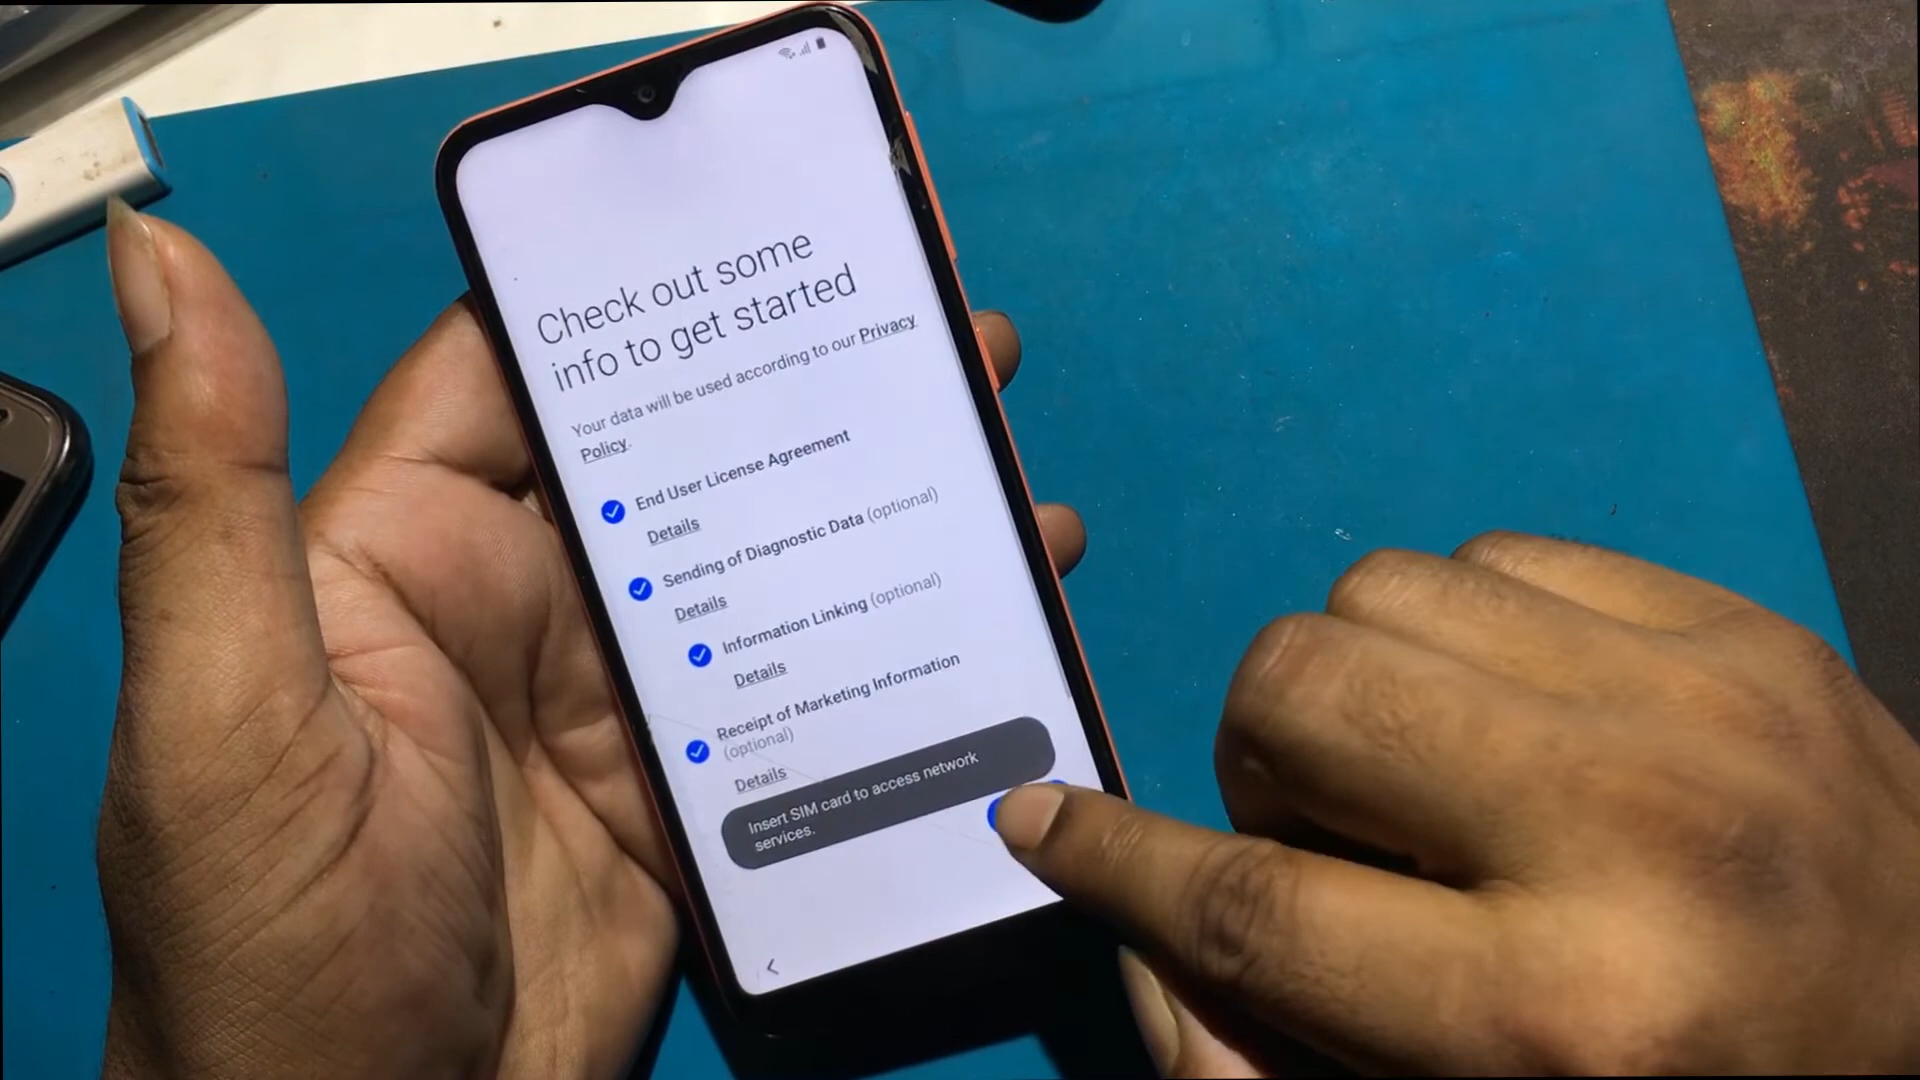 Check out some
info to get started
Your data will be used according to our Privacy
Policy.
End User License Agreement
Details
Sending of Diagnostic Data (optional)
Details
Information Linking (optional)
Details
Receipt of Marketing Information
(optional)
Details
Insert SIM card to access network
services.